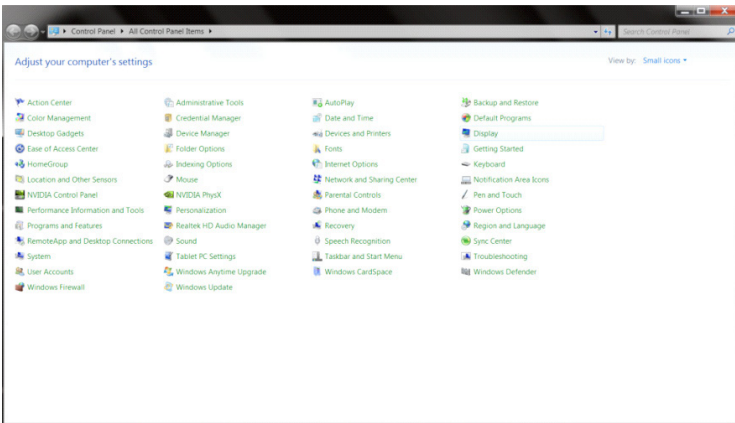 Control Panel All Control Panel Items Search Control Panel
Adjust your computer's settings View by: Small icons
Action Center Administrative Tools AutoPlay Backup and Restore
Color Management Credential Manager Date and Time Default Programs
Desktop Gadgets Device Manager Devices and Printers Display
Ease of Access Center Folder Options Fonts Getting Started
HomeGroup Indexing Options Internet Options Keyboard
Location and Other Sensors Mouse Network and Sharing Center Notification Area Icons
NVIDIA Control Panel NVIDIA PhysX Parental Controls Pen and Touch
Performance Information and Tools Personalization Phone and Modem Power Options
Programs and Features Realtek HD Audio Manager Recovery Region and Language
RemoteApp and Desktop Connections Sound Speech Recognition Sync Center
System Tablet PC Settings Taskbar and Start Menu Troubleshooting
User Accounts Windows Anytime Upgrade Windows CardSpace Windows Defender
Windows Firewall Windows Update